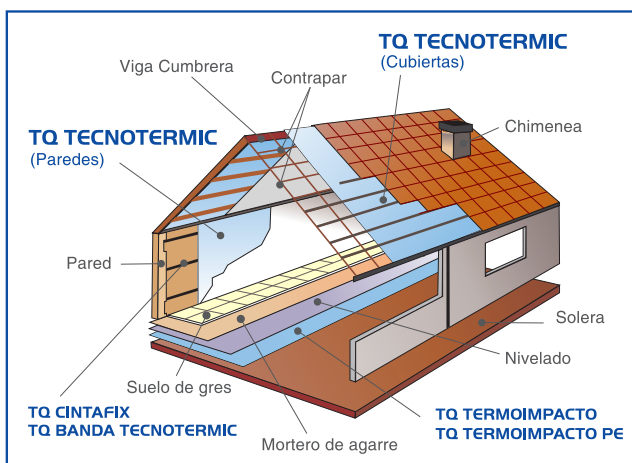 TQ TECNOTERMIC
(Cubiertas)
Viga Cumbrera
Contrapar
Chimenea
TQ TECNOTERMIC
(Paredes)
Pared
Solera
Nivelado
Suelo de gres
TQ CINTAFIX
TQ BANDA TECNOTERMIC
Mortero de agarre
TQ TERMOIMPACTO
TQ TERMOIMPACTO PE